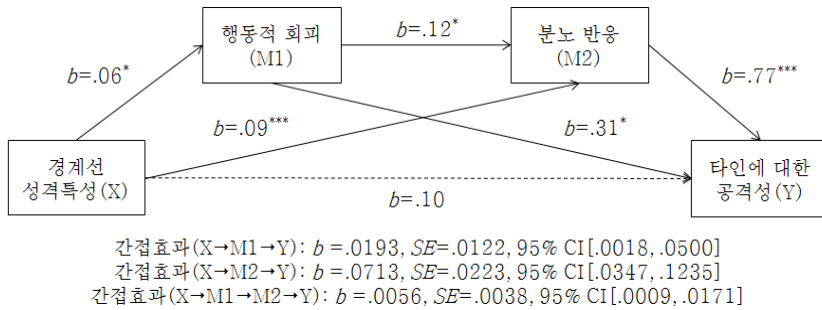 행동적 회피
(M1)
b=.12*
분노 반응
(M2)
b=.06*
b=.77***
b=.09***
b=.31*
경계선
성격특성(X)
타인에 대한
공격성(Y)
b=.10
간접효과(X→M1→Y): b =.0193, SE=.0122, 95% CI[.0018, .0500]
간접효과(X→M2→Y): b =.0713, SE=.0223, 95% CI[.0347, .1235]
간접효과(X→M1→M2→Y): b =.0056, SE=.0038, 95% CI[.0009, .0171]